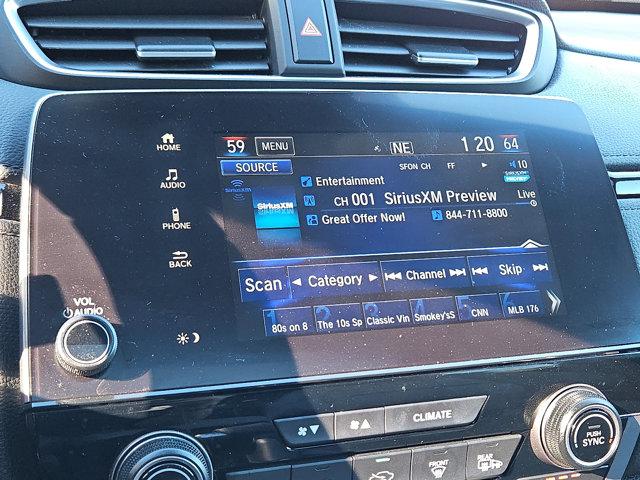 59 MENU NE 1 20 64
HOME
SOURCE SFON CH FF 10
SiriusXM Entertainment
AUDIO
SiriusXM CH 001 SiriusXM Preview Live
PHONE
Great Offer Now! 844-711-8800
BACK
Scan Category Channel Skip
VOL
AUDIO
80s on 8 The 10s Sp Classic Vin Smokey'sS CNN MLB 176
CLIMATE
PUSH
SYNC
FRONT
REAR